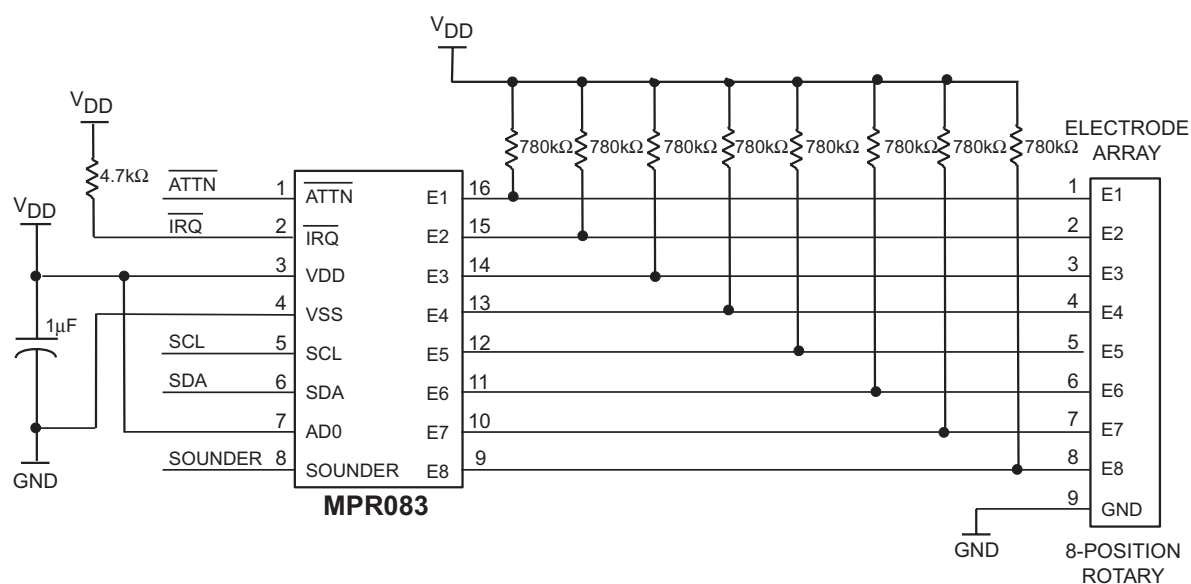 VDD
VDD
780kΩ 780kΩ 780kΩ 780kΩ 780kΩ 780kΩ 780kΩ 780kΩ
ELECTRODE
ARRAY
4.7kΩ
ATTN 1 ATTN E1 16 1 E1
VDD
IRQ 2 IRQ E2 15 2 E2
3 VDD E3 14 3 E3
4 VSS E4 13 4 E4
1µF
SCL 5 SCL E5 12 5 E5
SDA 6 SDA E6 11 6 E6
7 AD0 E7 10 7 E7
SOUNDER 8 SOUNDER E8 9 8 E8
GND
MPR083
9 GND
GND
8-POSITION
ROTARY